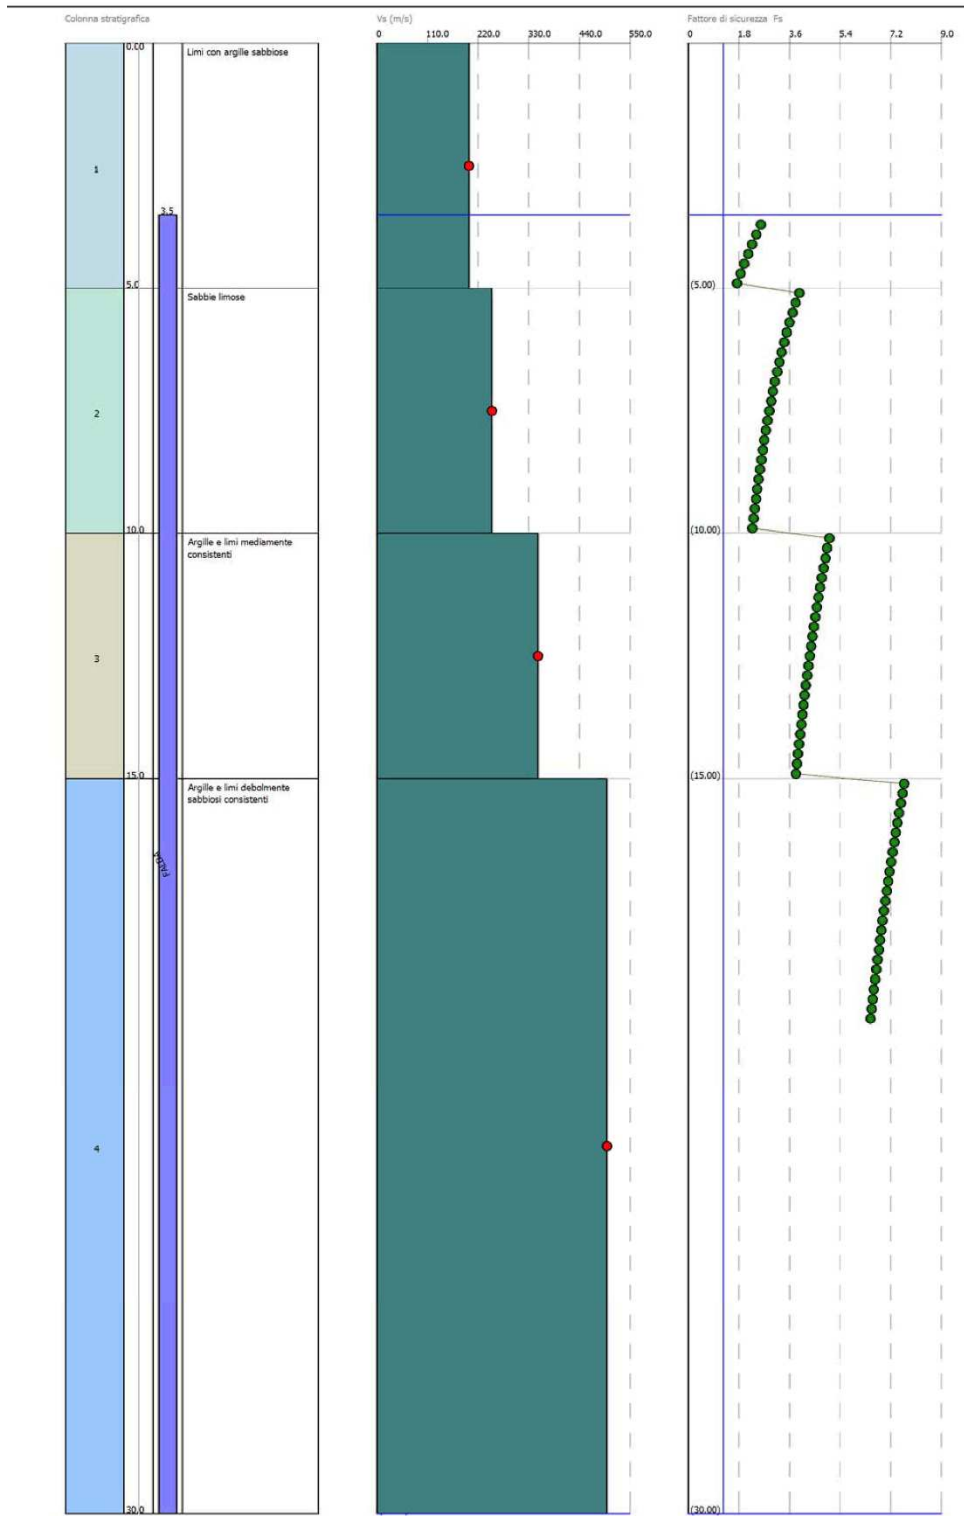 Colonna stratigrafica
Vs (m/s)
Fattore di sicurezza Fs
0 110.0 220.0 330.0 440.0 550.0
0 1.8 3.6 5.4 7.2 9.0
0.00
Limi con argille sabbiose
1
3.5
5.0
Sabbie limose
(5.00)
2
10.0
Argille e limi mediamente
consistenti
(10.00)
3
15.0
Argille e limi debolmente
sabbiosi consistenti
(15.00)
FALDA
4
30.0
(30.00)